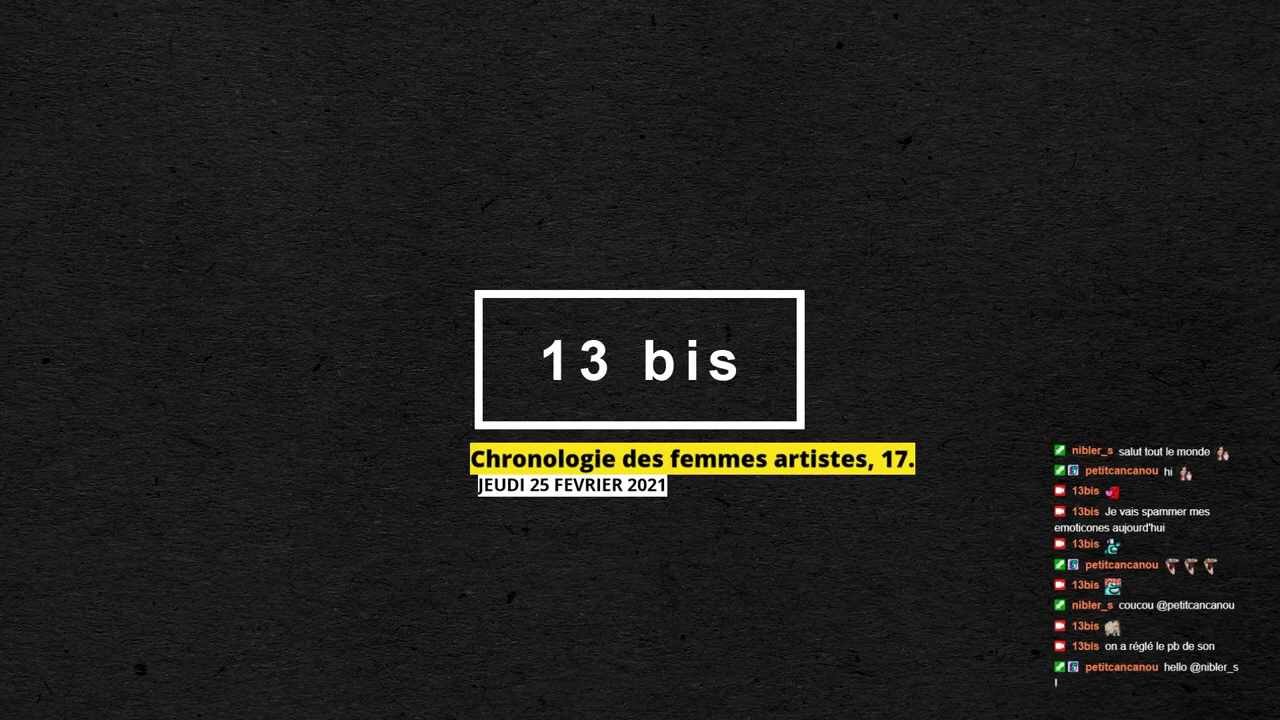 13 bis
Chronologie des femmes artistes, 17.
JEUDI 25 FEVRIER 2021
nibler_s salut tout le monde
petitcancanou hi
13bis
13bis Je vais spammer mes
emoticones aujourd'hui
13bis
petitcancanou
13bis
nibler_s coucou @petitcancanou
13bis
13bis on a réglé le pb de son
petitcancanou hello @nibler_s
!